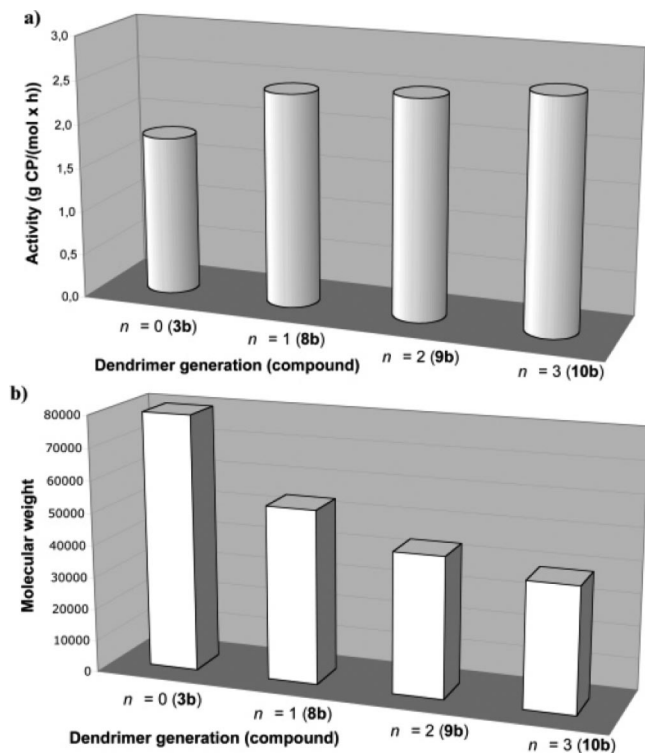 a)
Activity (g CP/(mol x h))
3,0
2,5
2,0
1,5
1,0
0,5
0,0
n = 0 (3b)
n = 1 (8b)
n = 2 (9b)
n = 3 (10b)
Dendrimer generation (compound)
b)
Molecular weight
80000
70000
60000
50000
40000
30000
20000
10000
0
n = 0 (3b)
n = 1 (8b)
n = 2 (9b)
n = 3 (10b)
Dendrimer generation (compound)